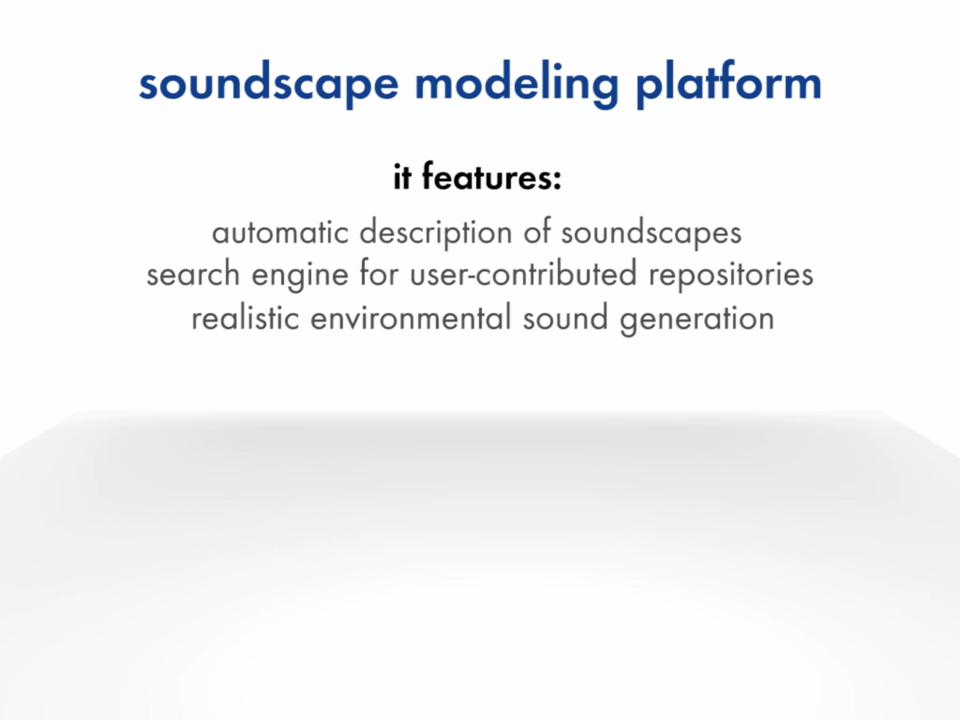 soundscape modeling platform
it features:
automatic description of soundscapes
search engine for user-contributed repositories
realistic environmental sound generation